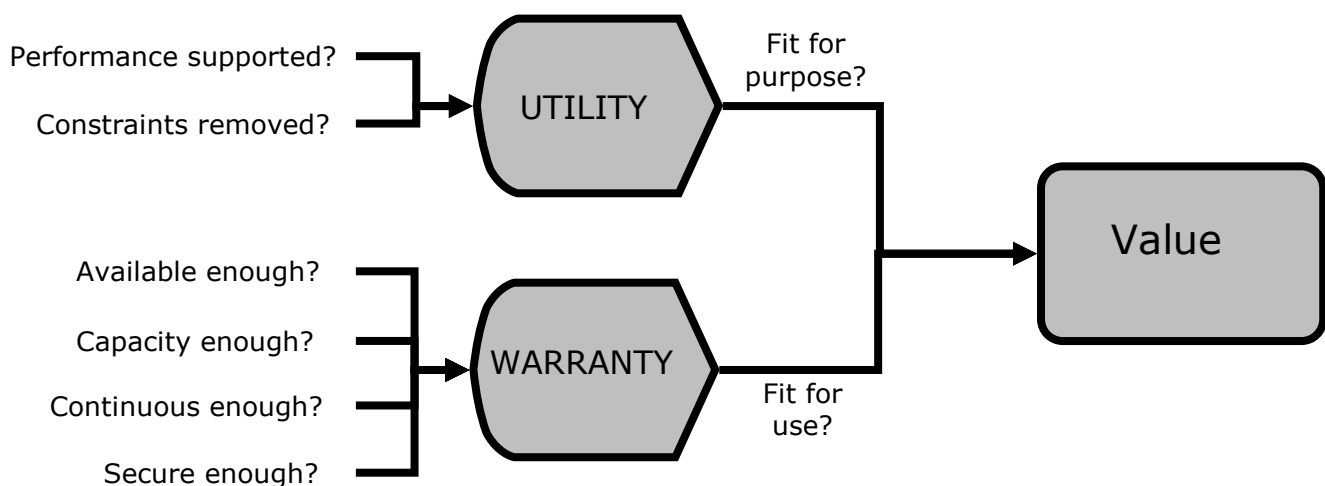 Performance supported?
Constraints removed?
UTILITY
Fit for
purpose?
Value
Available enough?
Capacity enough?
Continuous enough?
Secure enough?
WARRANTY
Fit for
use?